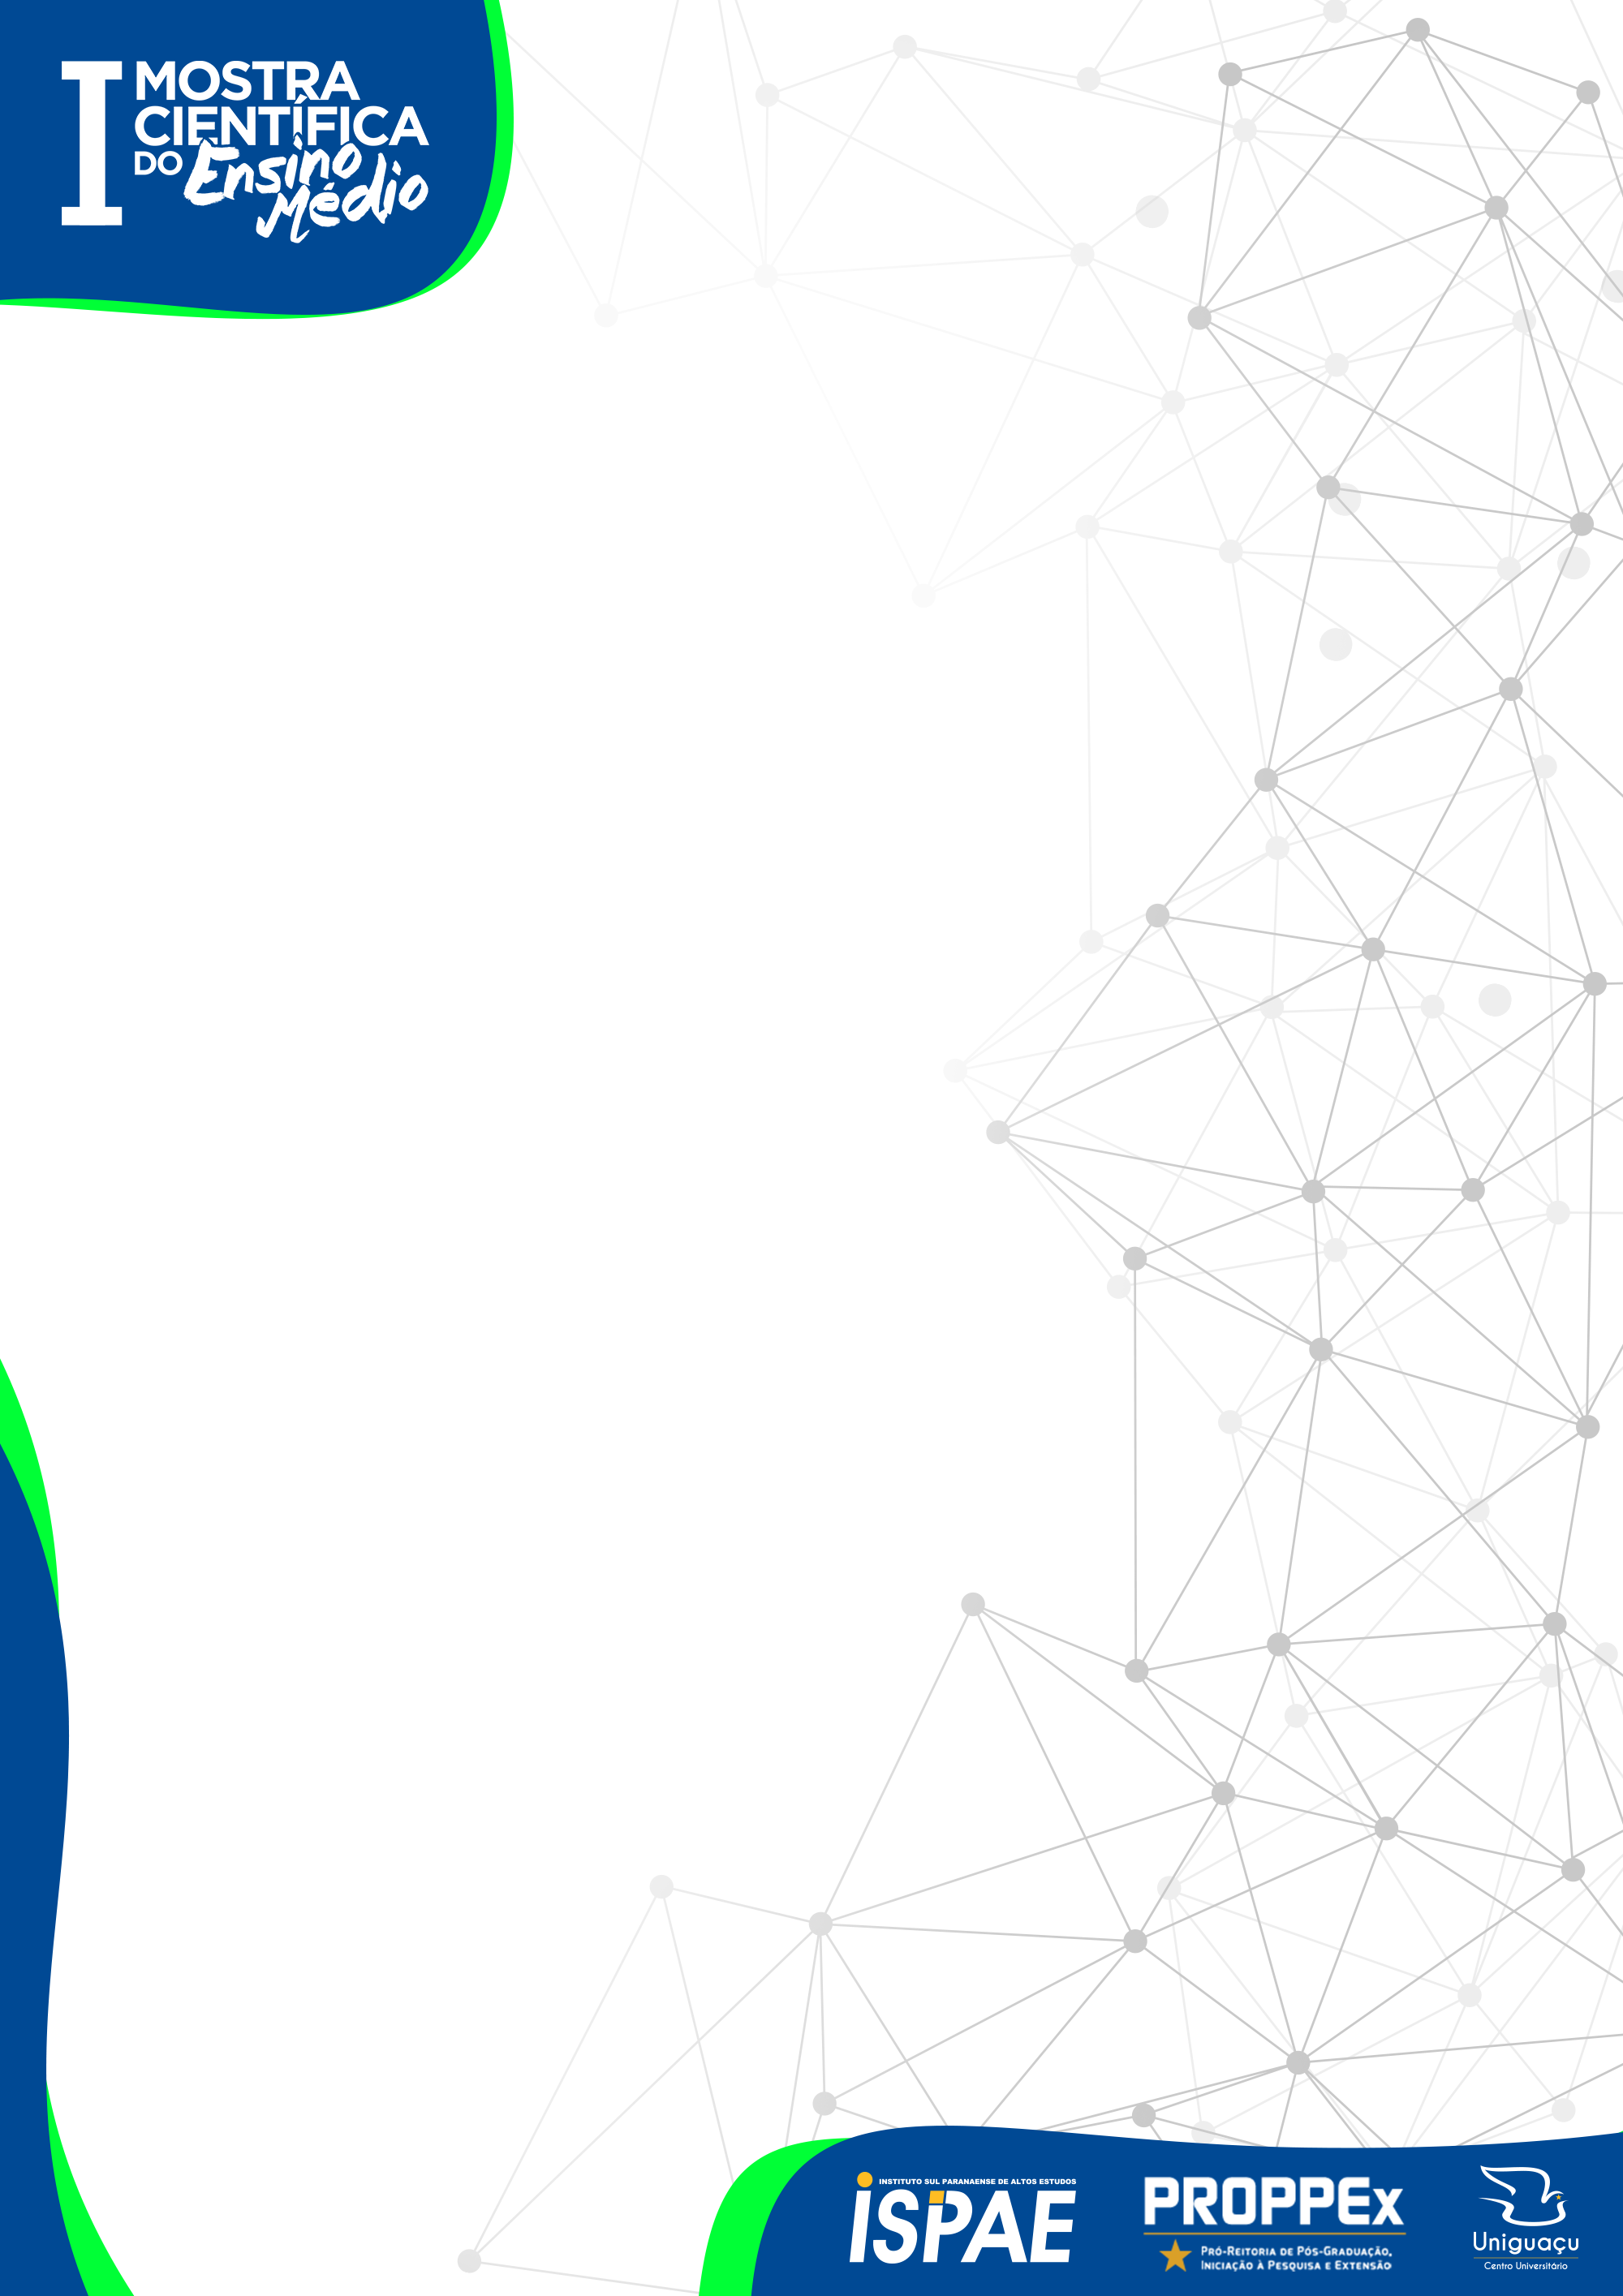 I MOSTRA
CIENTÍFICA
DO Ensino
Médio
INSTITUTO SUL PARANAENSE DE ALTOS ESTUDOS
ISPAE
PROPPEx
PRÓ-REITORIA DE PÓS-GRADUAÇÃO,
INICIAÇÃO À PESQUISA E EXTENSÃO
Uniguaçu
Centro Universitário